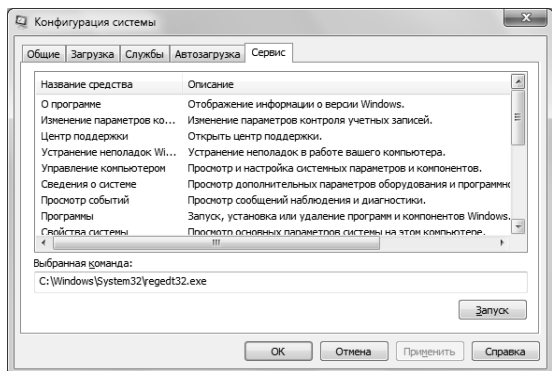 Конфигурация системы
x
Общие Загрузка Службы Автозагрузка Сервис
Название средства Описание
О программе Отображение информации о версии Windows.
Изменение параметров ко... Изменение параметров контроля учетных записей.
Центр поддержки Открыть центр поддержки.
Устранение неполадок Wi... Устранение неполадок в работе вашего компьютера.
Управление компьютером Просмотр и настройка системных параметров и компонентов.
Сведения о системе Просмотр дополнительных параметров оборудования и программн
Просмотр событий Просмотр сообщений наблюдения и диагностики.
Программы Запуск, установка или удаление программ и компонентов Windows.
Свойства системы Просмотр основных параметров системы на этом компьютере.
Выбранная команда:
C:\Windows\System32\regedt32.exe
Запуск
OK Отмена Применить Справка